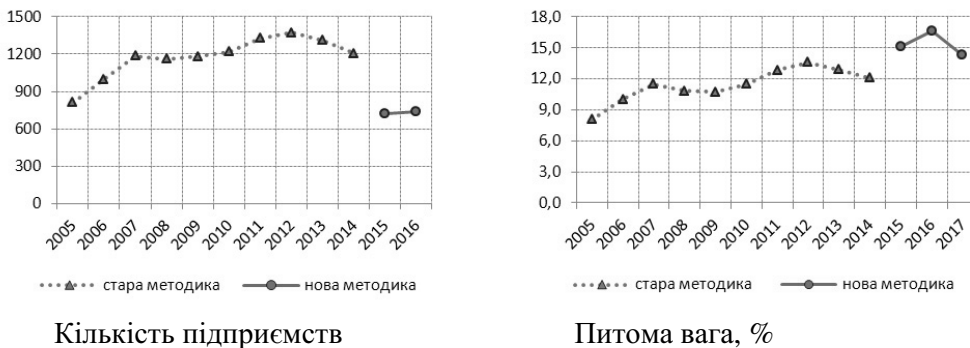 1500
1200
900
600
300
0
2005 2006 2007 2008 2009 2010 2011 2012 2013 2014 2015 2016
стара методика нова методика
Кількість підприємств
18,0
15,0
12,0
9,0
6,0
3,0
0,0
2005 2006 2007 2008 2009 2010 2011 2012 2013 2014 2015 2016 2017
стара методика нова методика
Питома вага, %